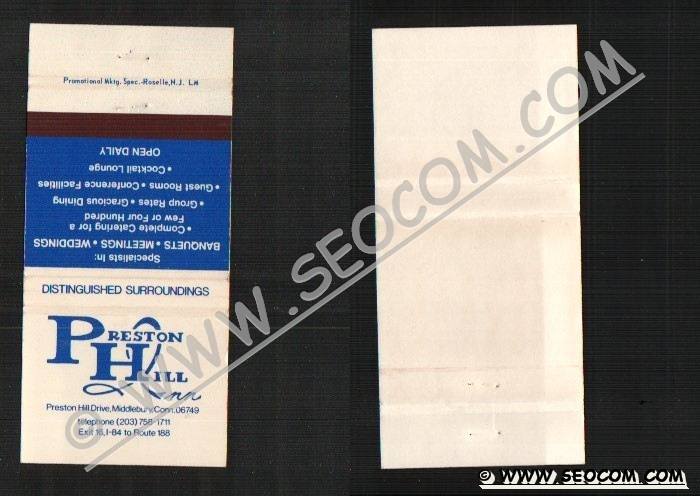 Promotional Mktg. Spec.-Roselle, N.J. LM
Specialists In:
BANQUETS • MEETINGS • WEDDINGS
• Complete Catering for a
Few or Four Hundred
• Group Rates • Gracious Dining
• Guest Rooms • Conference Facilities
• Cocktail Lounge
OPEN DAILY
DISTINGUISHED SURROUNDINGS
PRESTON
HILL
Inn
Preston Hill Drive, Middlebury, Conn. 06749
telephone (203) 758-1711
Exit 16, I-84 to Route 188
© WWW.SEOCOM.COM
© WWW.SEOCOM.COM